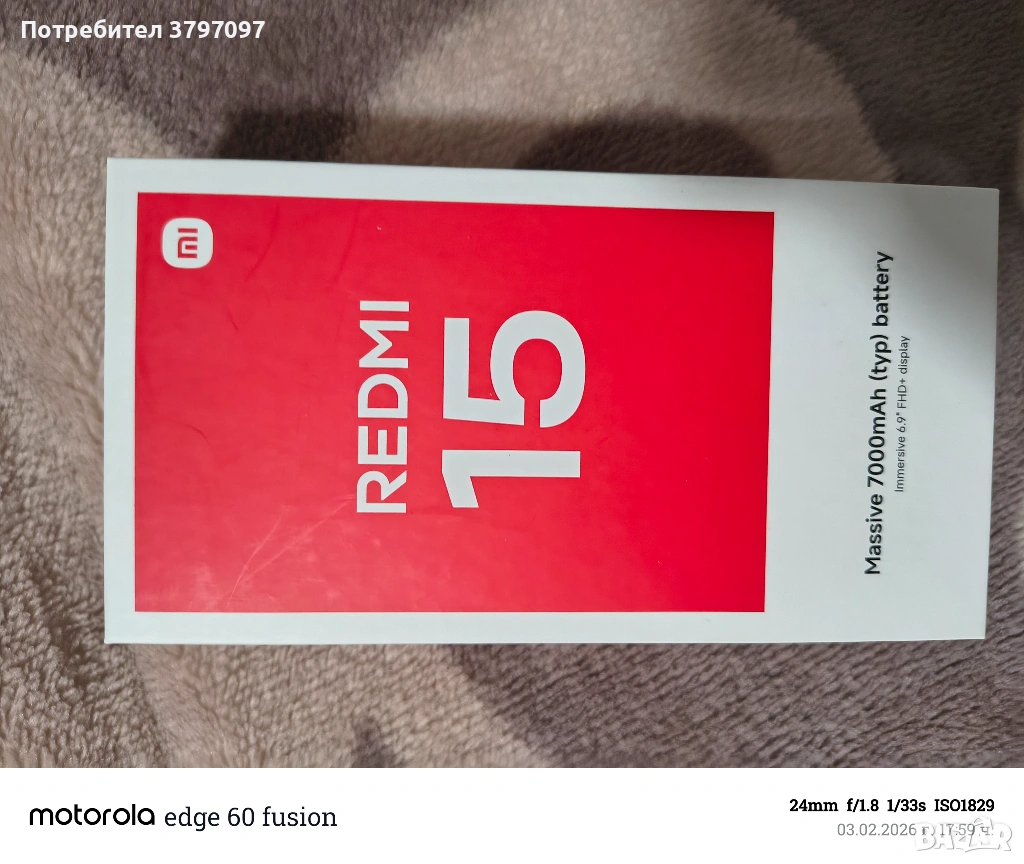 Потребител 3797097
mi
REDMI
15
Massive 7000mAh (typ) battery
Immersive 6.9" FHD+ display
motorola edge 60 fusion
24mm f/1.8 1/33s ISO1829
03.02.2026 г. 17:59 ч.
BAZAR